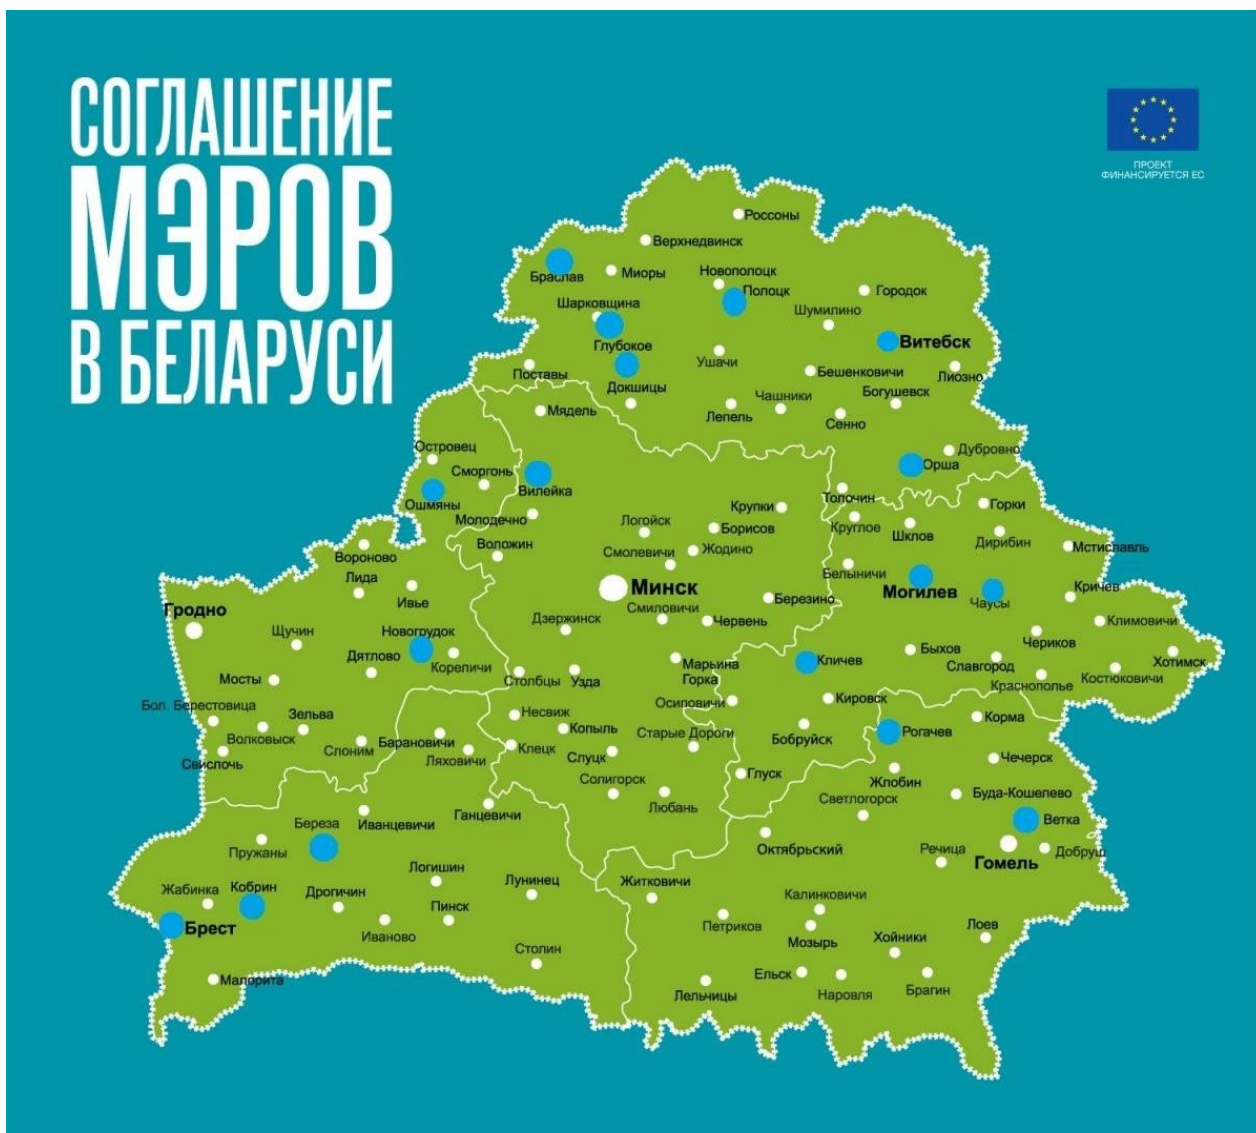 СОГЛАШЕНИЕ
МЭРОВ
В БЕЛАРУСИ
ПРОЕКТ
ФИНАНСИРУЕТСЯ ЕС
Россоны
Верхнедвинск
Браслав
Миоры
Новополоцк
Полоцк
Городок
Шарковщина
Шумилино
Глубокое
Витебск
Ушачи
Поставы
Докшицы
Бешенковичи
Лиозно
Чашники
Богушевск
Мядель
Лепель
Сенно
Островец
Сморгонь
Дубровно
Орша
Вилейка
Ошмяны
Толочин
Крупки
Горки
Молодечно
Логойск
Борисов
Круглое
Шклов
Дирибин
Воложин
Смолевичи
Жодино
Мстиславль
Вороново
Лида
Белыничи
Минск
Могилев
Чаусы
Кричев
Ивье
Березино
Гродно
Смиловичи
Дзержинск
Червень
Климовичи
Щучин
Новогрудок
Чериков
Быхов
Дятлово
Кореличи
Марьина
Горка
Кличев
Славгород
Хотимск
Мосты
Столбцы
Узда
Краснополье
Костюковичи
Бол. Берестовица
Зельва
Несвиж
Осиповичи
Кировск
Корма
Волковыск
Копыль
Старые Дороги
Рогачев
Слоним
Барановичи
Клецк
Бобруйск
Свислочь
Ляховичи
Слуцк
Чечерск
Солигорск
Глуск
Жлобин
Любань
Светлогорск
Буда-Кошелево
Ганцевичи
Береза
Иванцевичи
Ветка
Пружаны
Октябрьский
Речица
Гомель
Добруш
Логишин
Жабинка
Кобрин
Дрогичин
Лунинец
Житковичи
Калинковичи
Пинск
Брест
Иваново
Петриков
Мозырь
Хойники
Лоев
Столин
Малорита
Ельск
Лельчицы
Наровля
Брагин